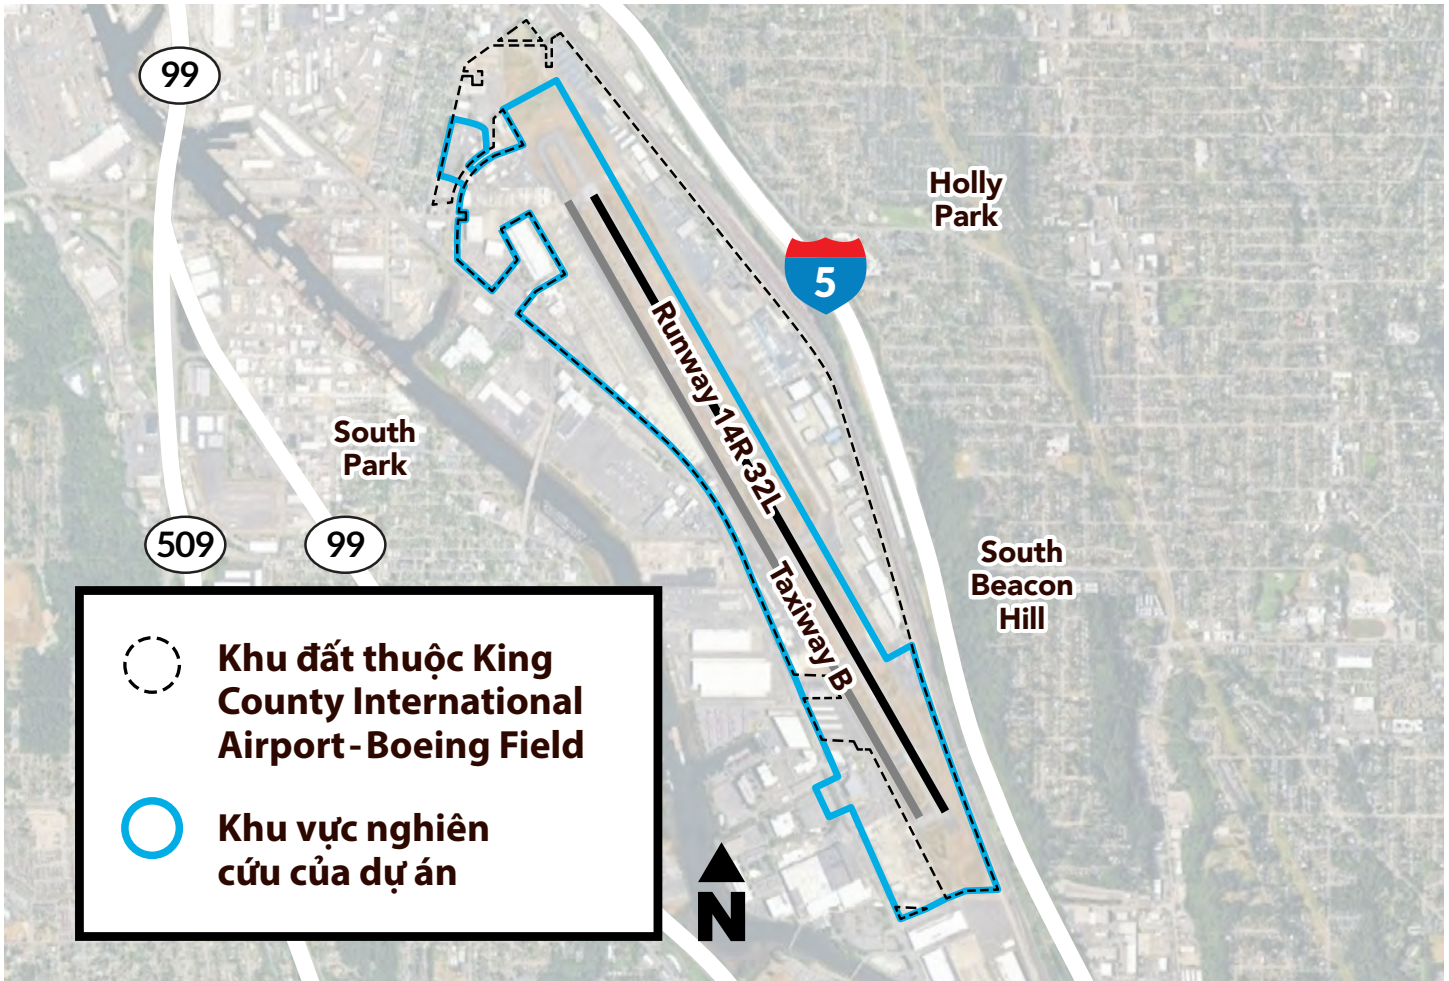 99
Holly
Park
5
Runway 14R-32L
South
Park
509
99
South
Beacon
Hill
Taxiway B
Khu đất thuộc King
County International
Airport-Boeing Field
Khu vực nghiên
cứu của dự án
N